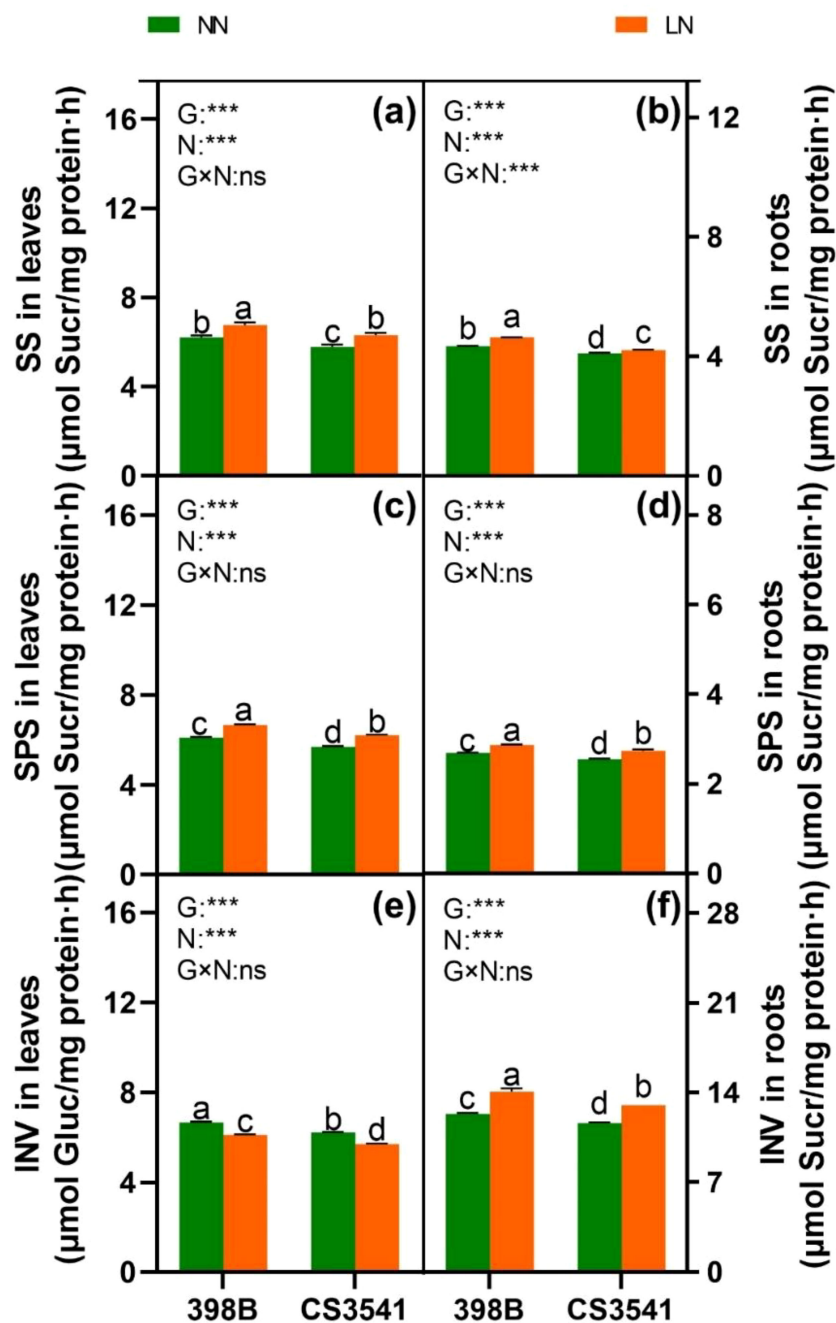 NN
LN
SS in leaves
(μmol Sucr/mg protein·h)
16
12
8
4
0
G:***
N:***
G×N:ns
(a)
b
a
c
b
G:***
N:***
G×N:***
(b)
b
a
d
c
12
8
4
0
SS in roots
(μmol Sucr/mg protein·h)
SPS in leaves
(μmol Sucr/mg protein·h)
16
12
8
4
0
G:***
N:***
G×N:ns
(c)
c
a
d
b
G:***
N:***
G×N:ns
(d)
c
a
d
b
8
6
4
2
0
SPS in roots
(μmol Sucr/mg protein·h)
INV in leaves
(μmol Gluc/mg protein·h)
16
12
8
4
0
G:***
N:***
G×N:ns
(e)
a
c
b
d
G:***
N:***
G×N:ns
(f)
c
a
d
b
28
21
14
7
0
INV in roots
(μmol Sucr/mg protein·h)
398B
CS3541
398B
CS3541